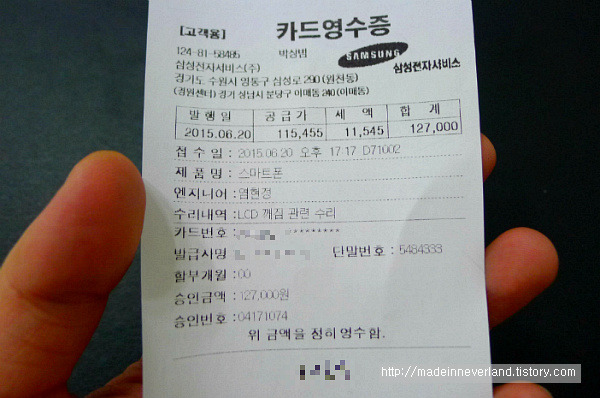 [고객용] 카드영수증
124-81-58485 박상범 SAMSUNG
삼성전자서비스(주) 삼성전자서비스
경기도 수원시 영통구 삼성로 290 (원천동)
(경원센터) 경기 성남시 분당구 이매동 240 (이매동)
발행일 공급가 세액 합계
2015.06.20 115,455 11,545 127,000
접수일 : 2015.06.20 오후 17:17 D71002
제품명 : 스마트폰
엔지니어 : 염현정
수리내역 : LCD 깨짐 관련 수리
카드번호 : ********
발급사명 단말번호 : 5484333
할부개월 : 00
승인금액 : 127,000원
승인번호 : 04171074
위 금액을 정히 영수함.
http://madeinneverland.tistory.com